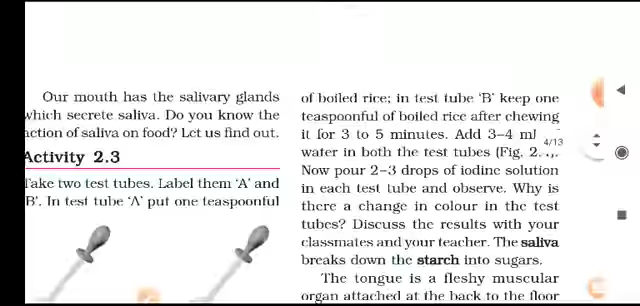 Our mouth has the salivary glands
which secrete saliva. Do you know the
action of saliva on food? Let us find out.
Activity 2.3
Take two test tubes. Label them 'A' and
B'. In test tube 'A' put one teaspoonful
of boiled rice; in test tube 'B' keep one
teaspoonful of boiled rice after chewing
it for 3 to 5 minutes. Add 3–4 ml
4/13
water in both the test tubes (Fig.
Now pour 2–3 drops of iodine solution
in each test tube and observe. Why is
there a change in colour in the test
tubes? Discuss the results with your
classmates and your teacher. The saliva
breaks down the starch into sugars.
The tongue is a fleshy muscular
organ attached at the back to the floor